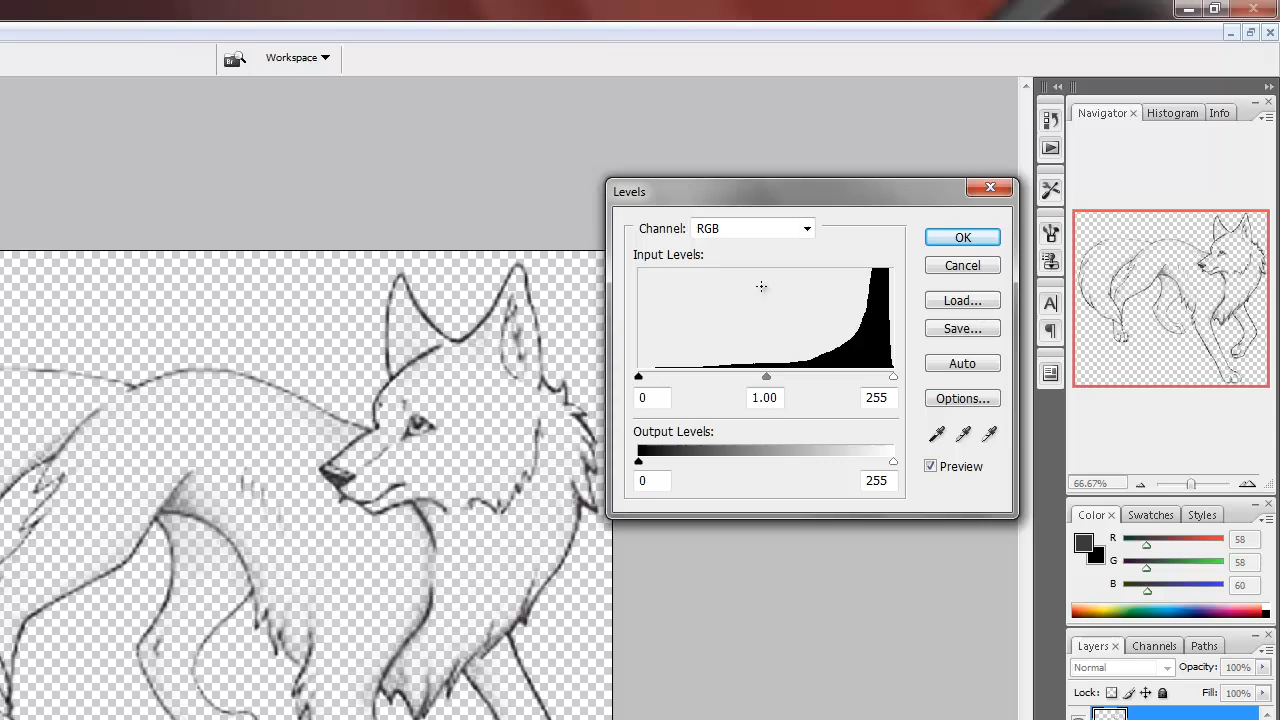 Br
Workspace
Navigator
Histogram
Info
66.67%
Levels
Channel: RGB
Input Levels:
0
1.00
255
Output Levels:
0
255
OK
Cancel
Load...
Save...
Auto
Options...
Preview
A
Color
Swatches
Styles
R 58
G 58
B 60
Layers
Channels
Paths
Normal
Opacity: 100%
Lock:
Fill: 100%